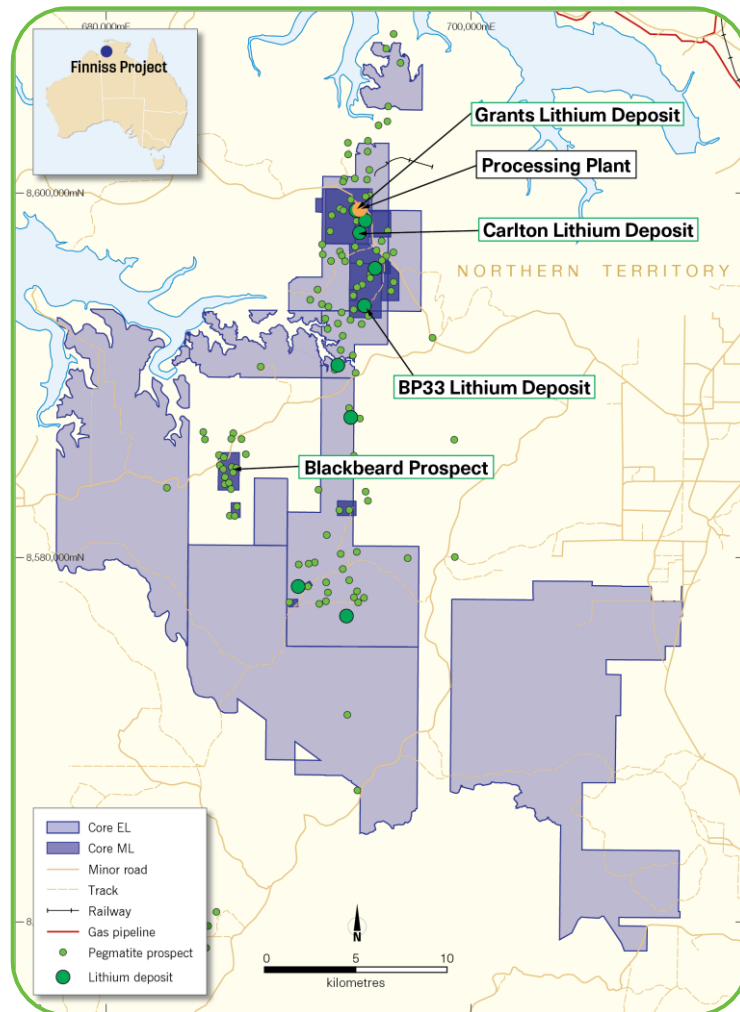 680,000mE
700,000mE
Finniss Project
Grants Lithium Deposit
Processing Plant
8,600,000mN
Carlton Lithium Deposit
NORTHERN TERRITORY
BP33 Lithium Deposit
Blackbeard Prospect
8,580,000mN
Core EL
Core ML
Minor road
Track
Railway
Gas pipeline
Pegmatite prospect
Lithium deposit
N
0 5 10
kilometres